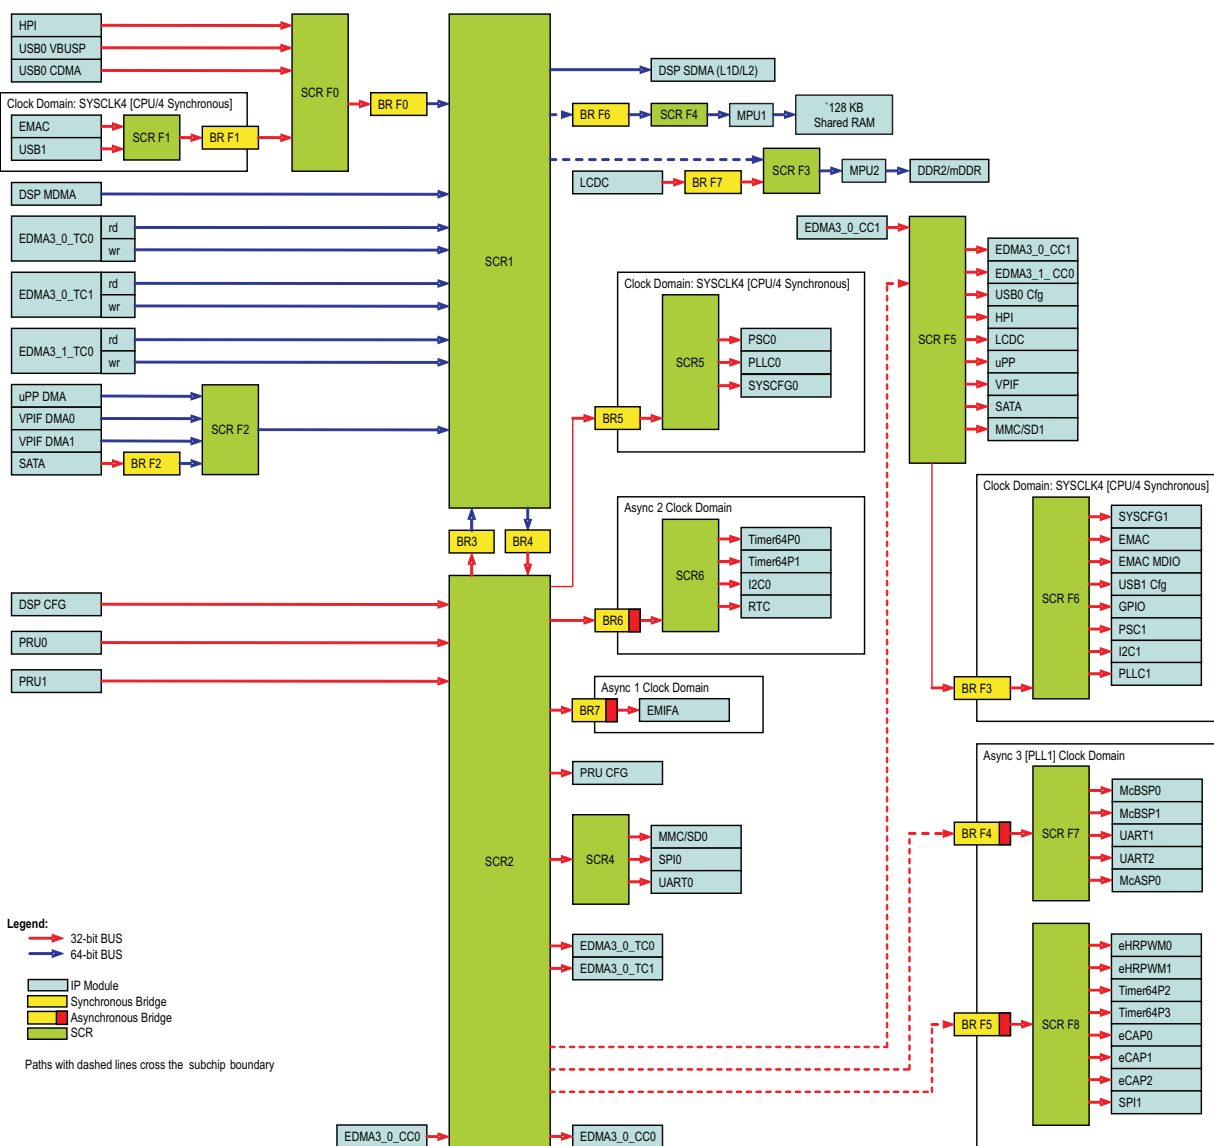 HPI
USB0 VBUSP
USB0 CDMA
SCR F0
BR F0
Clock Domain: SYSCLK4 [CPU/4 Synchronous]
EMAC
USB1
SCR F1
BR F1
DSP MDMA
EDMA3_0_TC0
rd
wr
EDMA3_0_TC1
rd
wr
EDMA3_1_TC0
rd
wr
uPP DMA
VPIF DMA0
VPIF DMA1
SATA
BR F2
SCR F2
SCR1
DSP SDMA (L1D/L2)
BR F6
SCR F4
MPU1
`128 KB
Shared RAM
LCDC
BR F7
SCR F3
MPU2
DDR2/mDDR
EDMA3_0_CC1
SCR F5
EDMA3_0_CC1
EDMA3_1_ CC0
USB0 Cfg
HPI
LCDC
uPP
VPIF
SATA
MMC/SD1
Clock Domain: SYSCLK4 [CPU/4 Synchronous]
BR5
SCR5
PSC0
PLLC0
SYSCFG0
Async 2 Clock Domain
BR6
SCR6
Timer64P0
Timer64P1
I2C0
RTC
Clock Domain: SYSCLK4 [CPU/4 Synchronous]
BR F3
SCR F6
SYSCFG1
EMAC
EMAC MDIO
USB1 Cfg
GPIO
PSC1
I2C1
PLLC1
BR3
BR4
DSP CFG
PRU0
PRU1
SCR2
Async 1 Clock Domain
BR7
EMIFA
PRU CFG
SCR4
MMC/SD0
SPI0
UART0
EDMA3_0_TC0
EDMA3_0_TC1
Async 3 [PLL1] Clock Domain
BR F4
SCR F7
McBSP0
McBSP1
UART1
UART2
McASP0
BR F5
SCR F8
eHRPWM0
eHRPWM1
Timer64P2
Timer64P3
eCAP0
eCAP1
eCAP2
SPI1
Legend:
32-bit BUS
64-bit BUS
IP Module
Synchronous Bridge
Asynchronous Bridge
SCR
Paths with dashed lines cross the subchip boundary
EDMA3_0_CC0
EDMA3_0_CC0